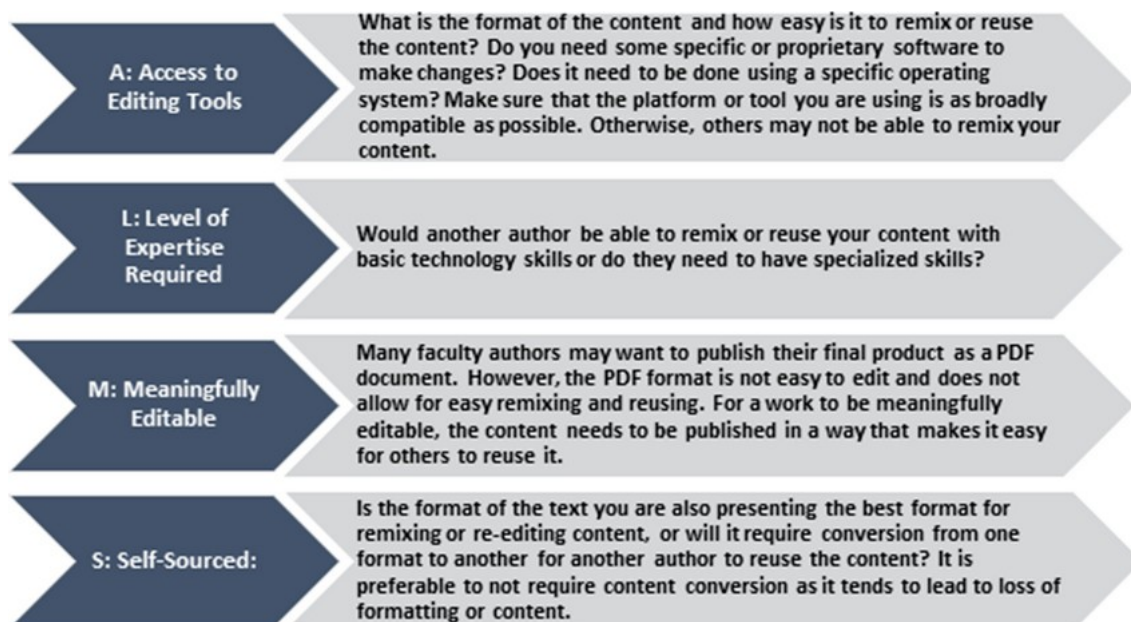 A: Access to
Editing Tools
What is the format of the content and how easy is it to remix or reuse
the content? Do you need some specific or proprietary software to
make changes? Does it need to be done using a specific operating
system? Make sure that the platform or tool you are using is as broadly
compatible as possible. Otherwise, others may not be able to remix your
content.
L: Level of
Expertise
Required
Would another author be able to remix or reuse your content with
basic technology skills or do they need to have specialized skills?
M: Meaningfully
Editable
Many faculty authors may want to publish their final product as a PDF
document. However, the PDF format is not easy to edit and does not
allow for easy remixing and reusing. For a work to be meaningfully
editable, the content needs to be published in a way that makes it easy
for others to reuse it.
S: Self-Sourced:
Is the format of the text you are also presenting the best format for
remixing or re-editing content, or will it require conversion from one
format to another for another author to reuse the content? It is
preferable to not require content conversion as it tends to lead to loss of
formatting or content.